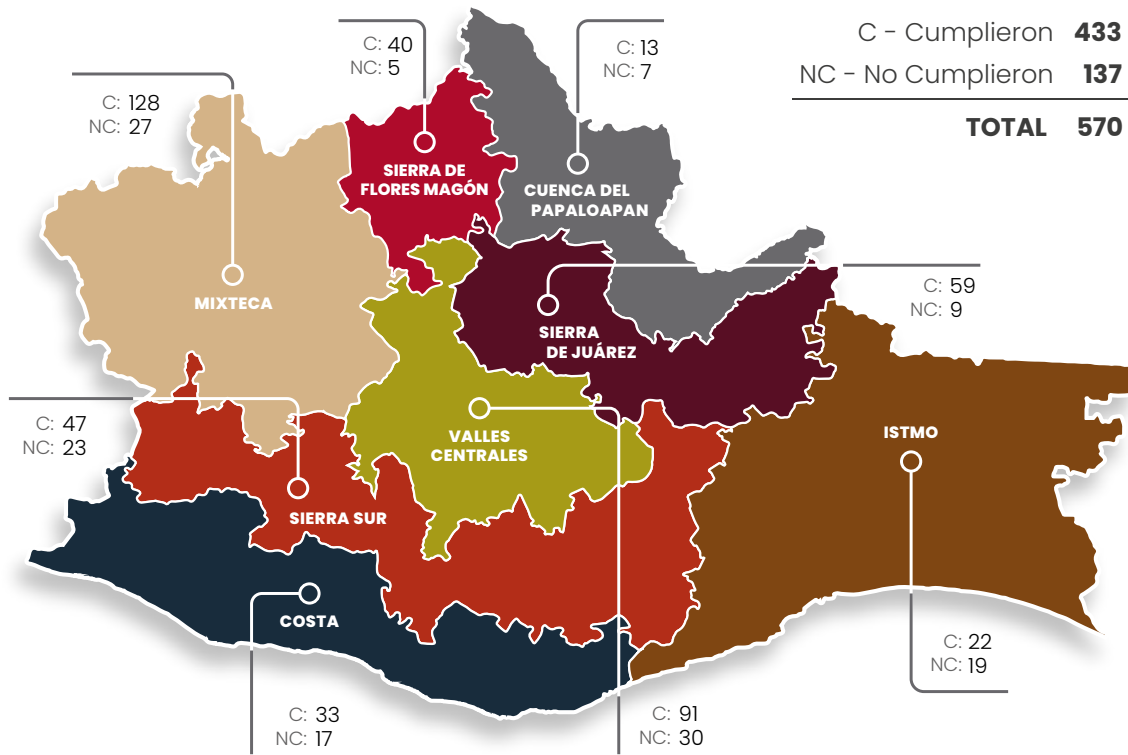 C - Cumplieron 433
NC - No Cumplieron 137
TOTAL 570
C: 40
NC: 5
C: 13
NC: 7
C: 128
NC: 27
SIERRA DE
FLORES MAGÓN
CUENCA DEL
PAPALOAPAN
MIXTECA
C: 59
NC: 9
SIERRA
DE JUÁREZ
C: 47
NC: 23
VALLES
CENTRALES
ISTMO
SIERRA SUR
COSTA
C: 22
NC: 19
C: 33
NC: 17
C: 91
NC: 30